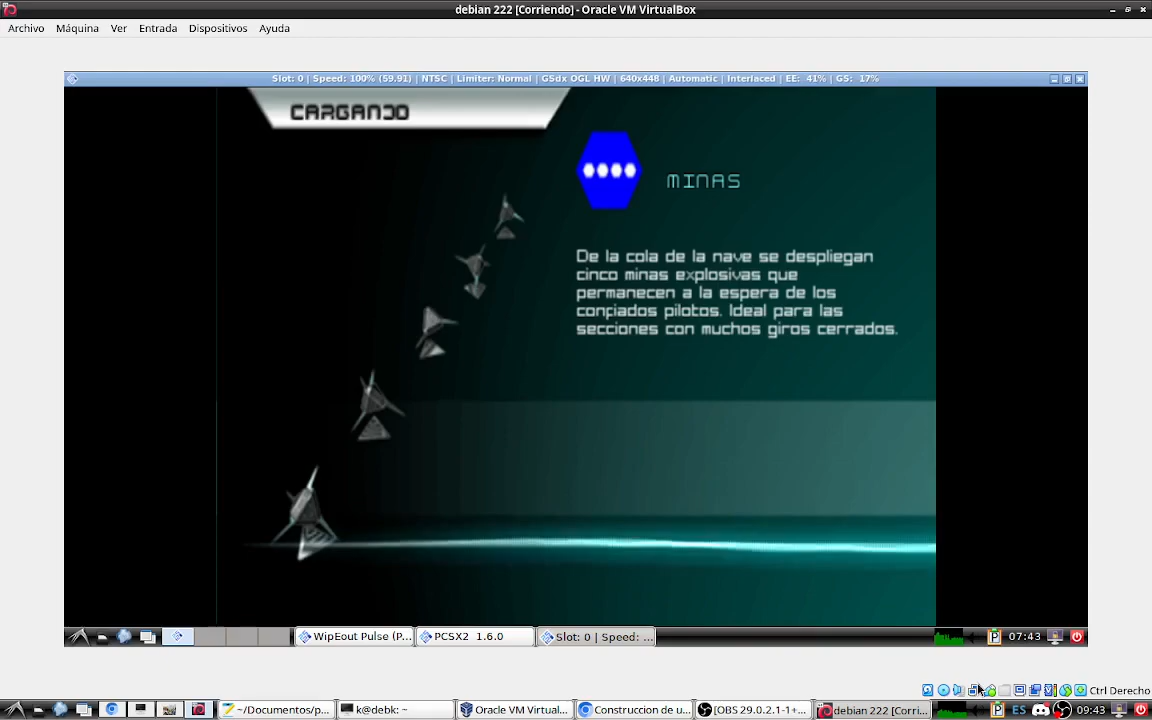 debian 222 [Corriendo] - Oracle VM VirtualBox
Archivo Máquina Ver Entrada Dispositivos Ayuda
Slot: 0 | Speed: 100% (59.91) | NTSC | Limiter: Normal | GSdx OGL HW | 640x448 | Automatic | Interlaced | EE: 41% | GS: 17%
CARGANDO
MINAS
De la cola de la nave se despliegan
cinco minas explosivas que
permanecen a la espera de los
conçiados pilotos. Ideal para las
secciones con muchos giros cerrados.
WipEout Pulse (P... PCSX2 1.6.0 Slot: 0 | Speed: ... 07:43
Ctrl Derecho
~/Documentos/p... k@debk: ~ Oracle VM Virtual... Construccion de u... [OBS 29.0.2.1-1+... debian 222 [Corri... ES 09:43